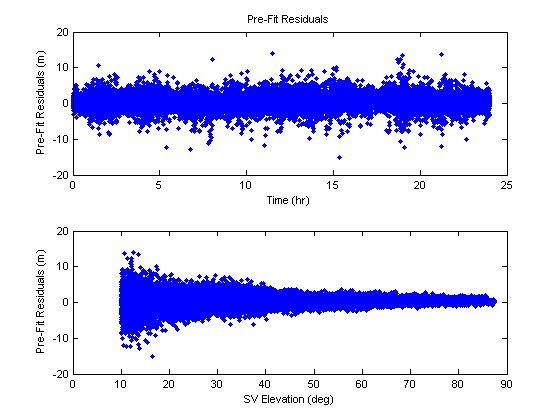 Pre-Fit Residuals
20
10
0
-10
-20
Pre-Fit Residuals (m)
0 5 10 15 20 25
Time (hr)
20
10
0
-10
-20
Pre-Fit Residuals (m)
0 10 20 30 40 50 60 70 80 90
SV Elevation (deg)